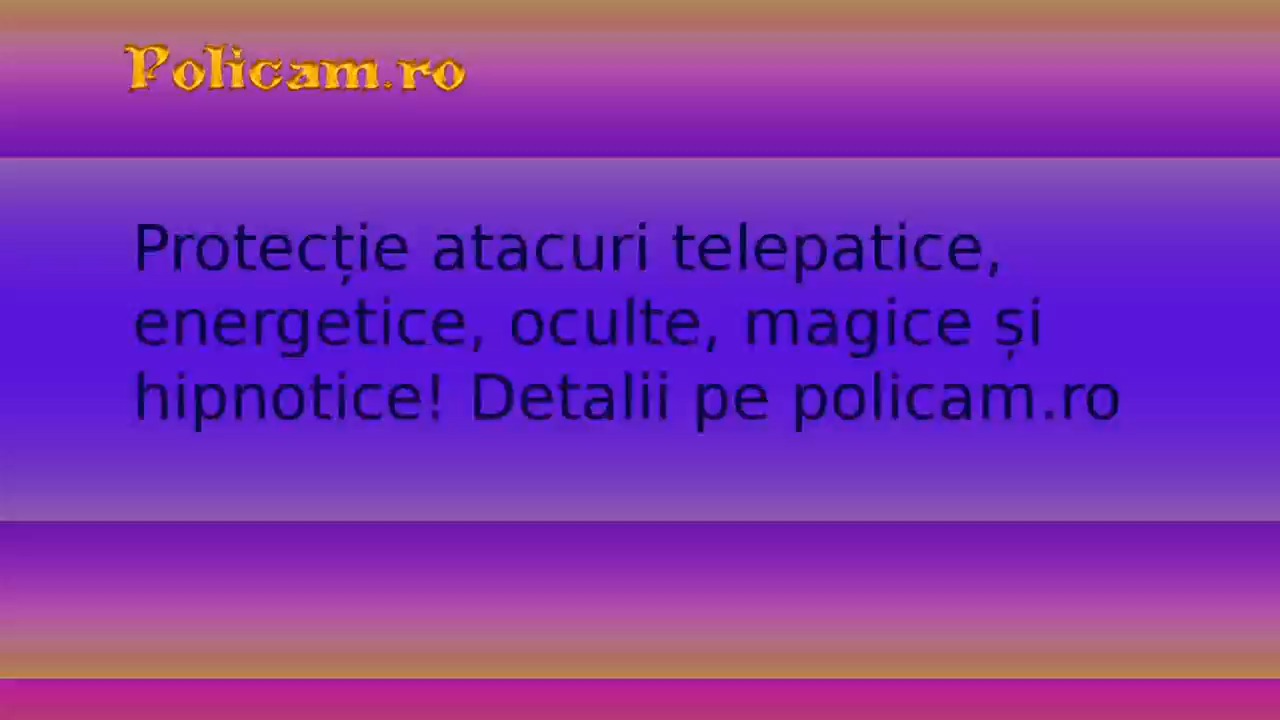 Policam.ro
Protecție atacuri telepatice,
energetice, oculte, magice și
hipnotice! Detalii pe policam.ro